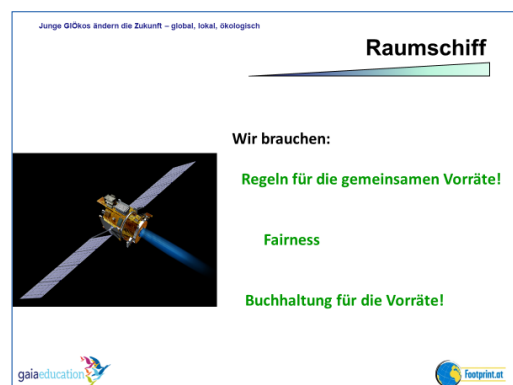 Junge GlÖkos ändern die Zukunft – global, lokal, ökologisch
Raumschiff
Wir brauchen:
Regeln für die gemeinsamen Vorräte!
Fairness
Buchhaltung für die Vorräte!
gaiaeducation
Footprint.at